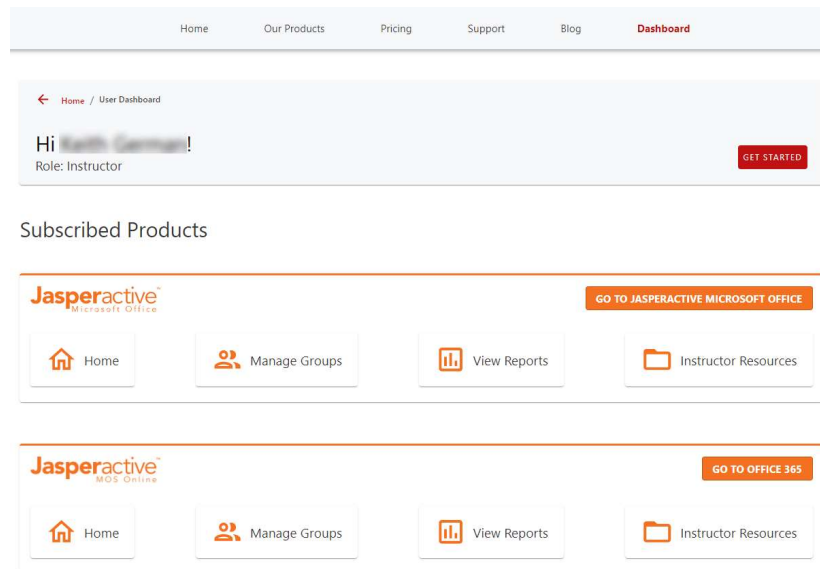 Home Our Products Pricing Support Blog Dashboard
Home / User Dashboard
Hi !
Role: Instructor
GET STARTED
Subscribed Products
Jasperactive™
Microsoft Office
GO TO JASPERACTIVE MICROSOFT OFFICE
Home Manage Groups View Reports Instructor Resources
Jasperactive™
MOS Online
GO TO OFFICE 365
Home Manage Groups View Reports Instructor Resources